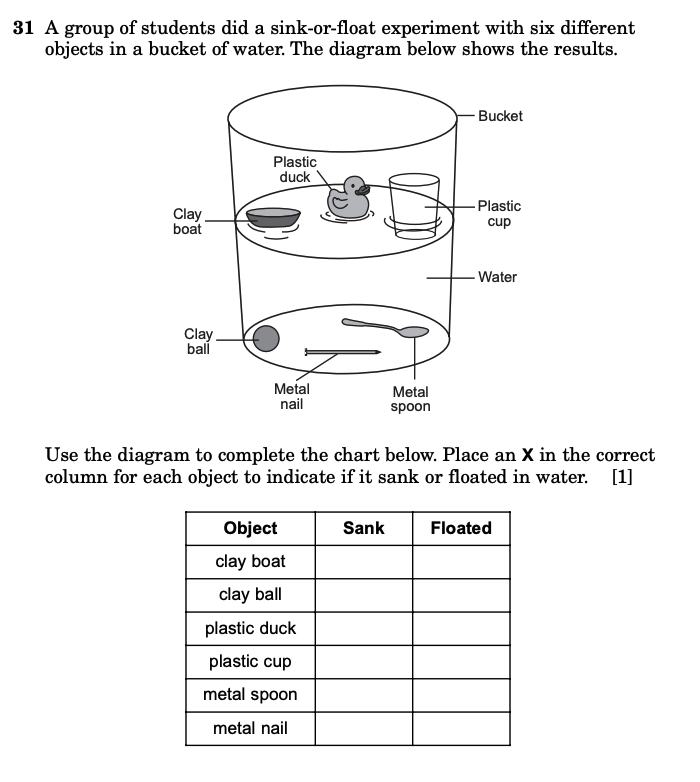 31 A group of students did a sink-or-float experiment with six different
objects in a bucket of water. The diagram below shows the results.
Bucket
Plastic
duck
Plastic
cup
Clay
boat
Water
Clay
ball
Metal
nail
Metal
spoon
Use the diagram to complete the chart below. Place an X in the correct
column for each object to indicate if it sank or floated in water. [1]
Object Sank Floated
clay boat
clay ball
plastic duck
plastic cup
metal spoon
metal nail